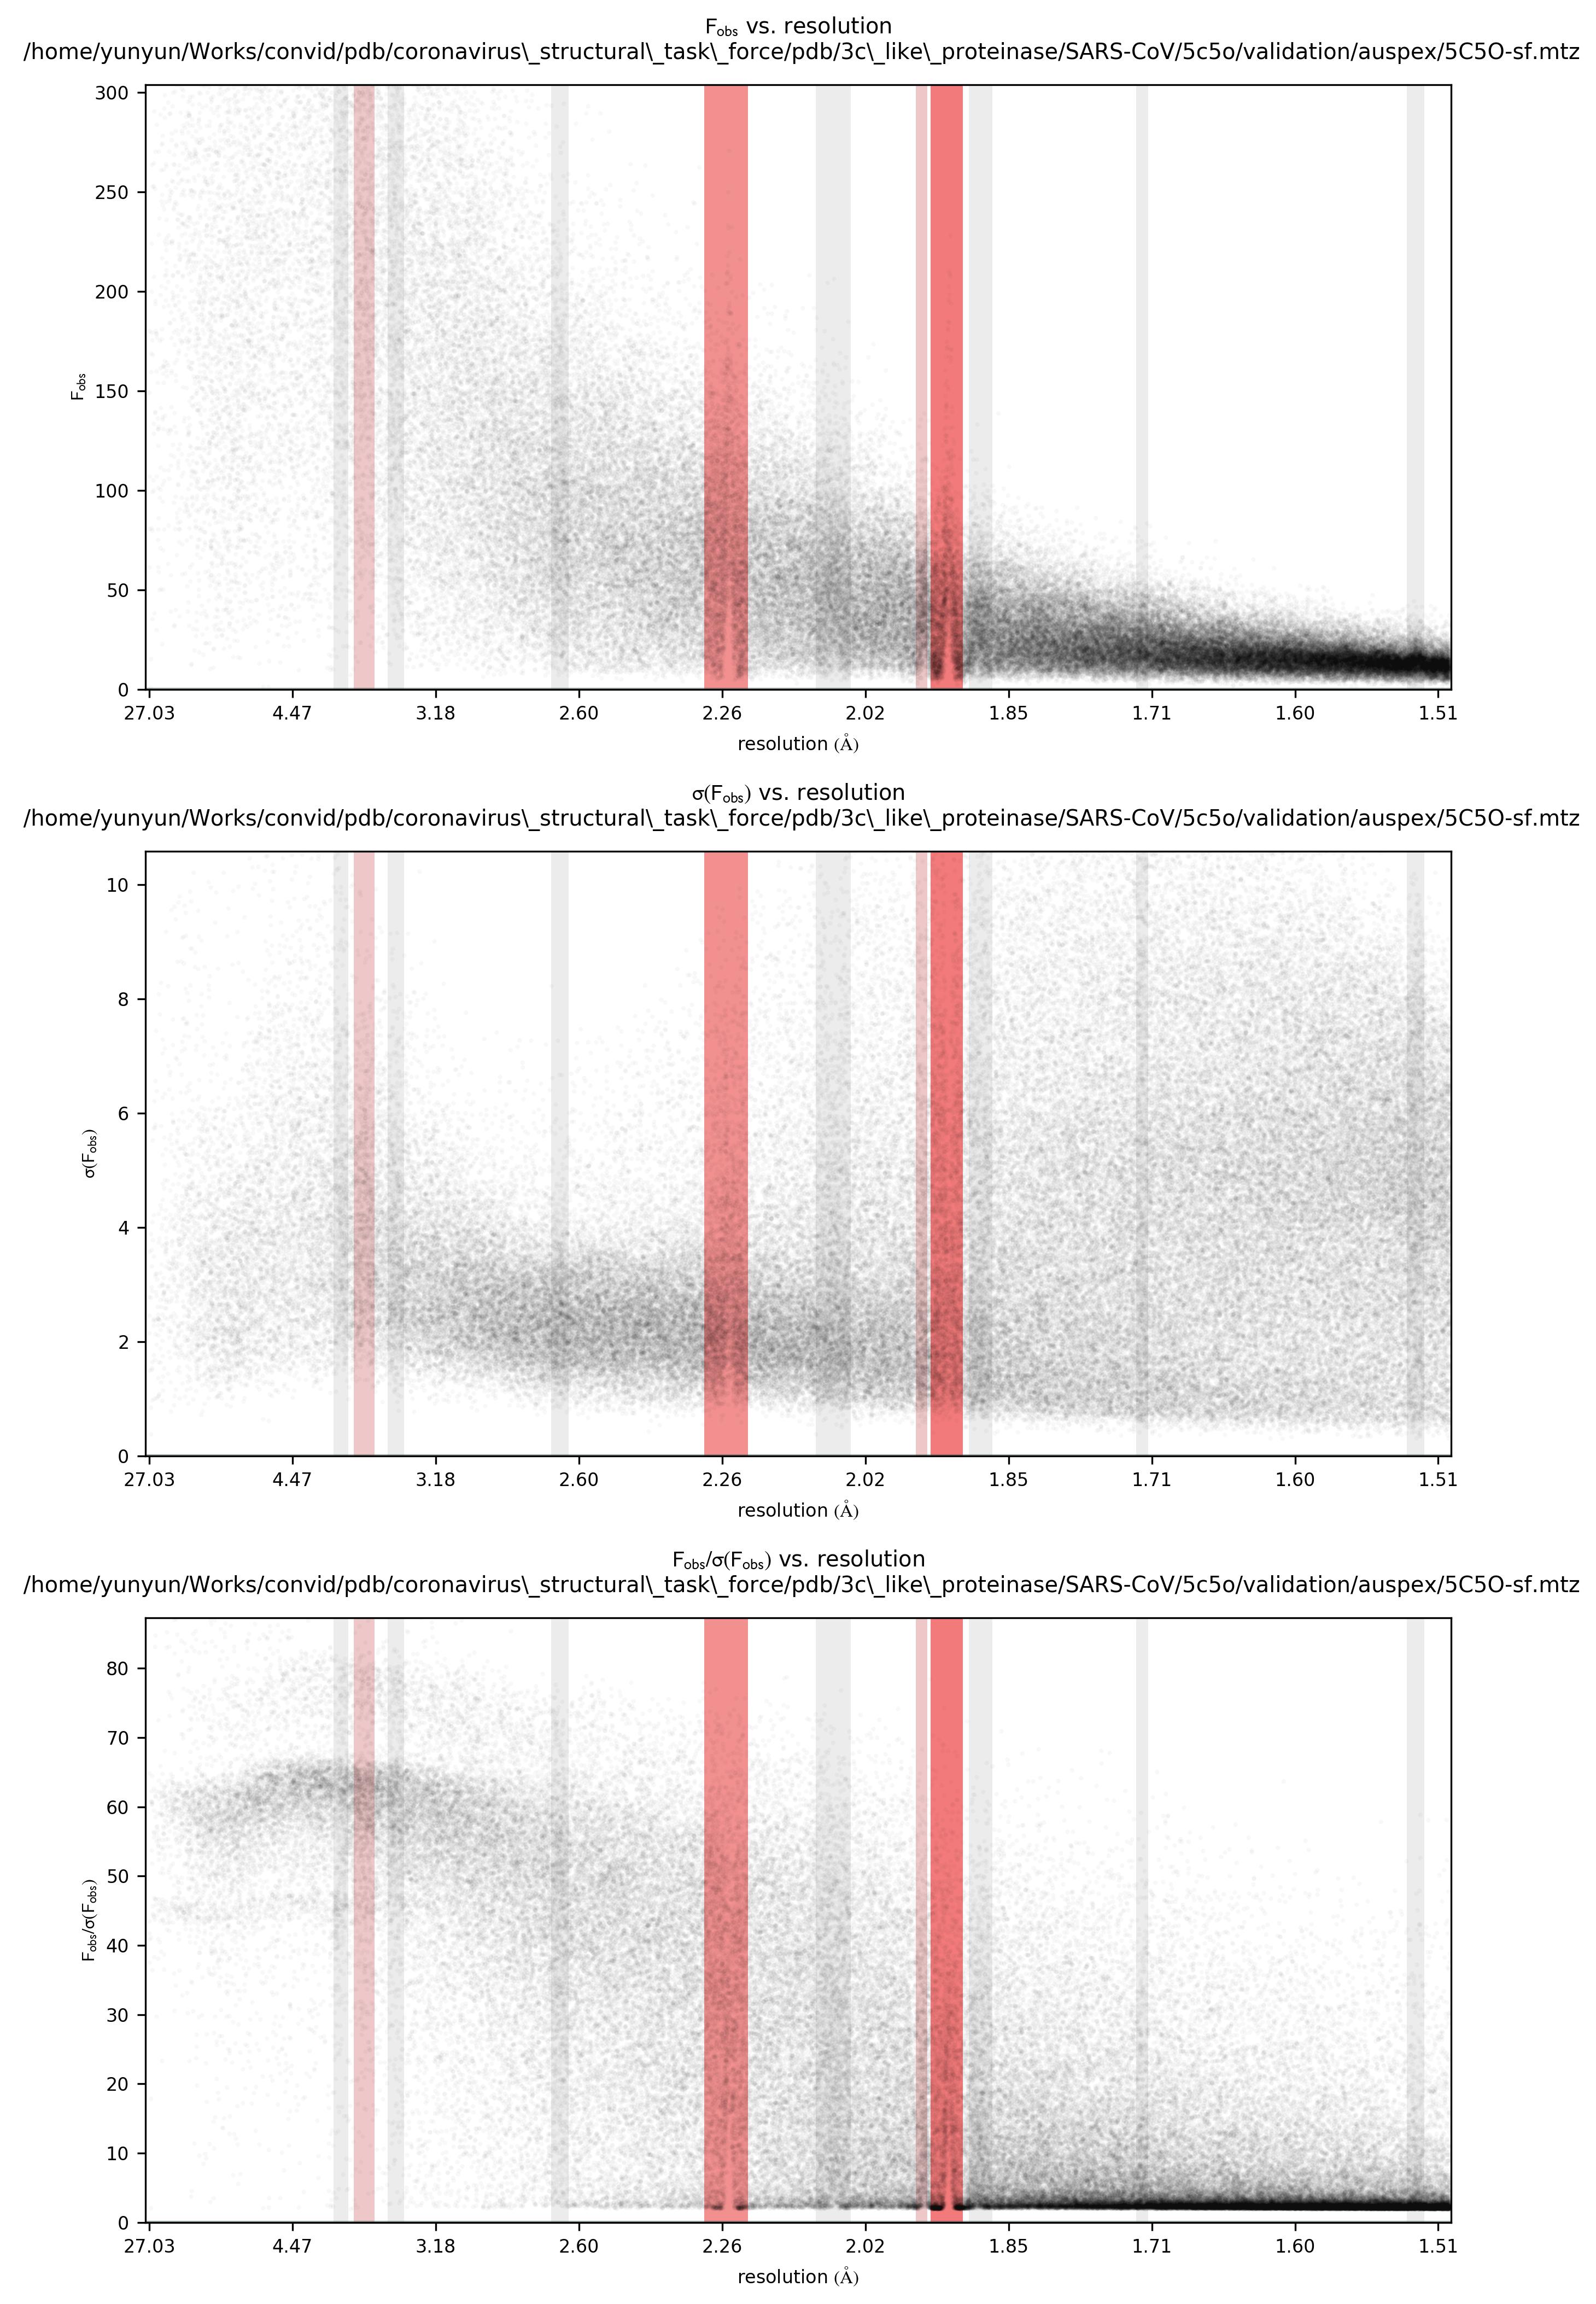 F_obs vs. resolution
/home/yunyun/Works/convid/pdb/coronavirus\_structural\_task\_force/pdb/3c\_like\_proteinase/SARS-CoV/5c5o/validation/auspex/5C5O-sf.mtz
300
250
200
150
100
50
0
F_obs
27.03 4.47 3.18 2.60 2.26 2.02 1.85 1.71 1.60 1.51
resolution (Å)
σ(F_obs) vs. resolution
/home/yunyun/Works/convid/pdb/coronavirus\_structural\_task\_force/pdb/3c\_like\_proteinase/SARS-CoV/5c5o/validation/auspex/5C5O-sf.mtz
10
8
6
4
2
0
σ(F_obs)
27.03 4.47 3.18 2.60 2.26 2.02 1.85 1.71 1.60 1.51
resolution (Å)
F_obs/σ(F_obs) vs. resolution
/home/yunyun/Works/convid/pdb/coronavirus\_structural\_task\_force/pdb/3c\_like\_proteinase/SARS-CoV/5c5o/validation/auspex/5C5O-sf.mtz
80
70
60
50
40
30
20
10
0
F_obs/σ(F_obs)
27.03 4.47 3.18 2.60 2.26 2.02 1.85 1.71 1.60 1.51
resolution (Å)